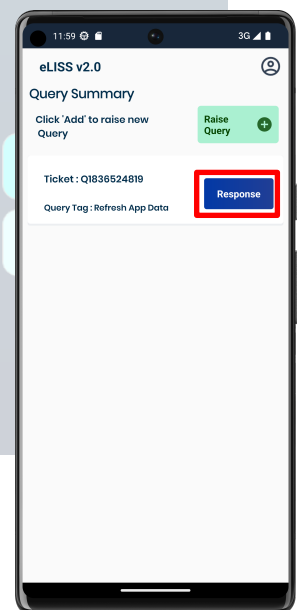 11:59 3G
eLISS v2.0
Query Summary
Click 'Add' to raise new
Query
Raise
Query
Ticket : Q1836524819
Query Tag : Refresh App Data
Response